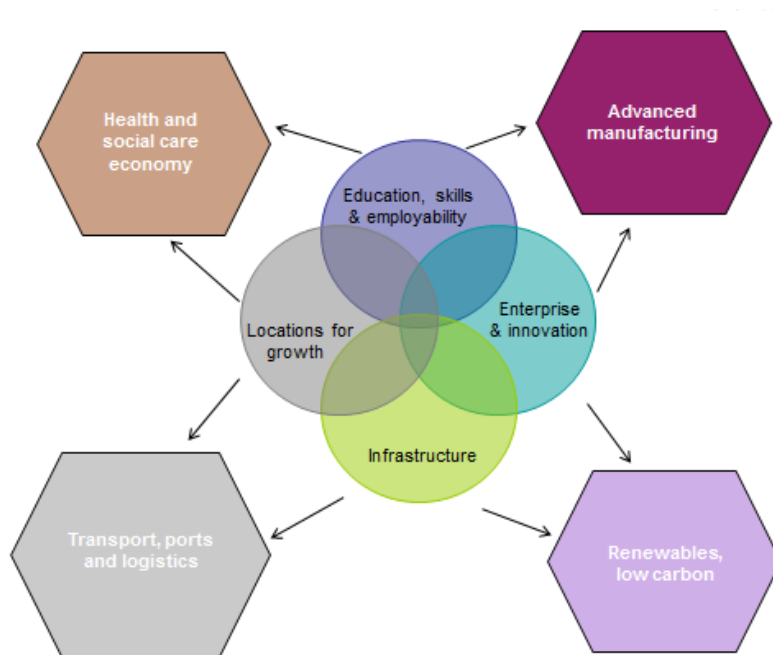 Health and
social care
economy
Advanced
manufacturing
Education, skills
& employability
Locations for
growth
Enterprise
& innovation
Infrastructure
Transport, ports
and logistics
Renewables,
low carbon